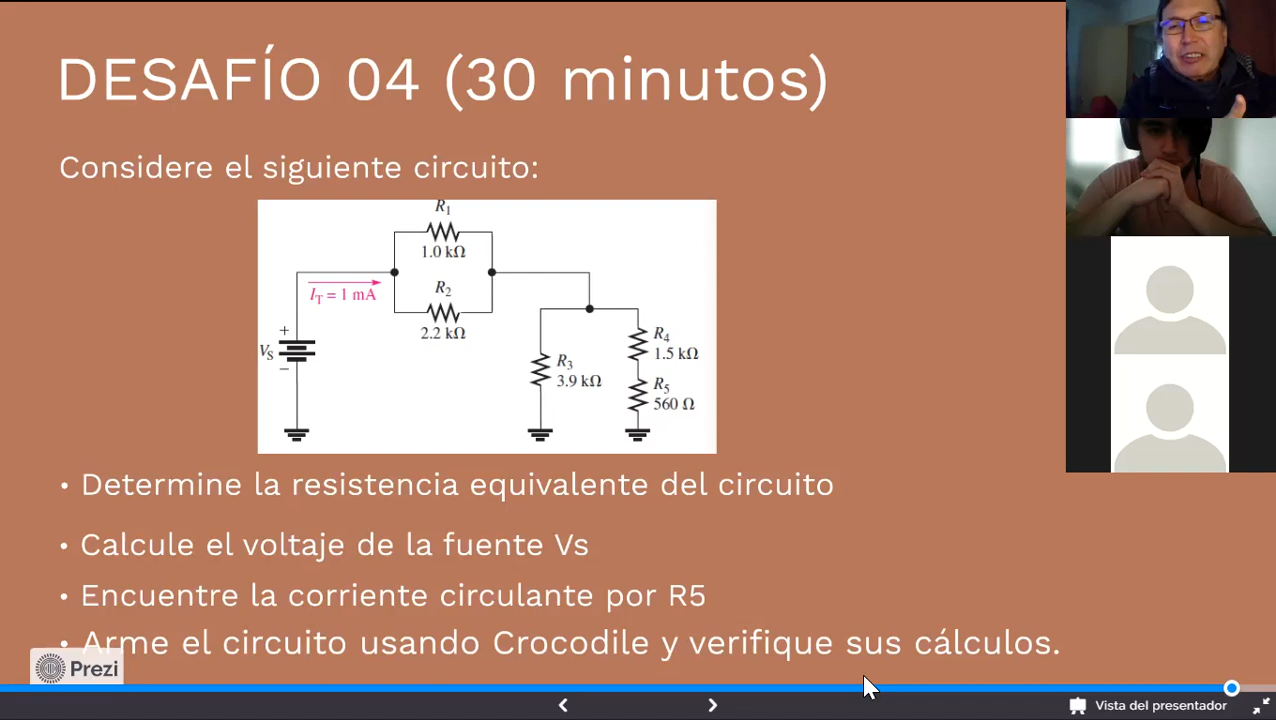 DESAFÍO 04 (30 minutos)
Considere el siguiente circuito:
R1
1.0 kΩ
IT = 1 mA
R2
2.2 kΩ
+
VS
−
R3
3.9 kΩ
R4
1.5 kΩ
R5
560 Ω
• Determine la resistencia equivalente del circuito
• Calcule el voltaje de la fuente Vs
• Encuentre la corriente circulante por R5
• Arme el circuito usando Crocodile y verifique sus cálculos.
Prezi
Vista del presentador